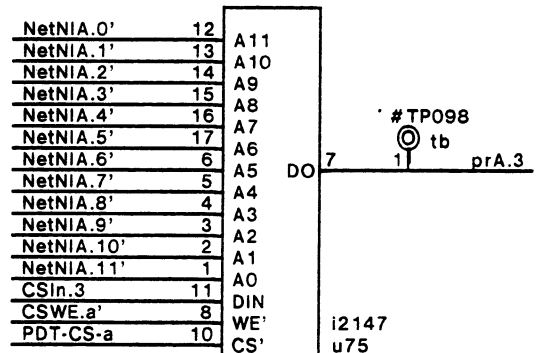 NetNIA.0' 12 A11
NetNIA.1' 13 A10
NetNIA.2' 14 A9
NetNIA.3' 15 A8
NetNIA.4' 16 A7
NetNIA.5' 17 A6
NetNIA.6' 6 A5
NetNIA.7' 5 A4
NetNIA.8' 4 A3
NetNIA.9' 3 A2
NetNIA.10' 2 A1
NetNIA.11' 1 A0
CSIn.3 11 DIN
CSWE.a' 8 WE'
PDT-CS-a 10 CS'
DO 7 1 prA.3
#TP098
tb
i2147
u75